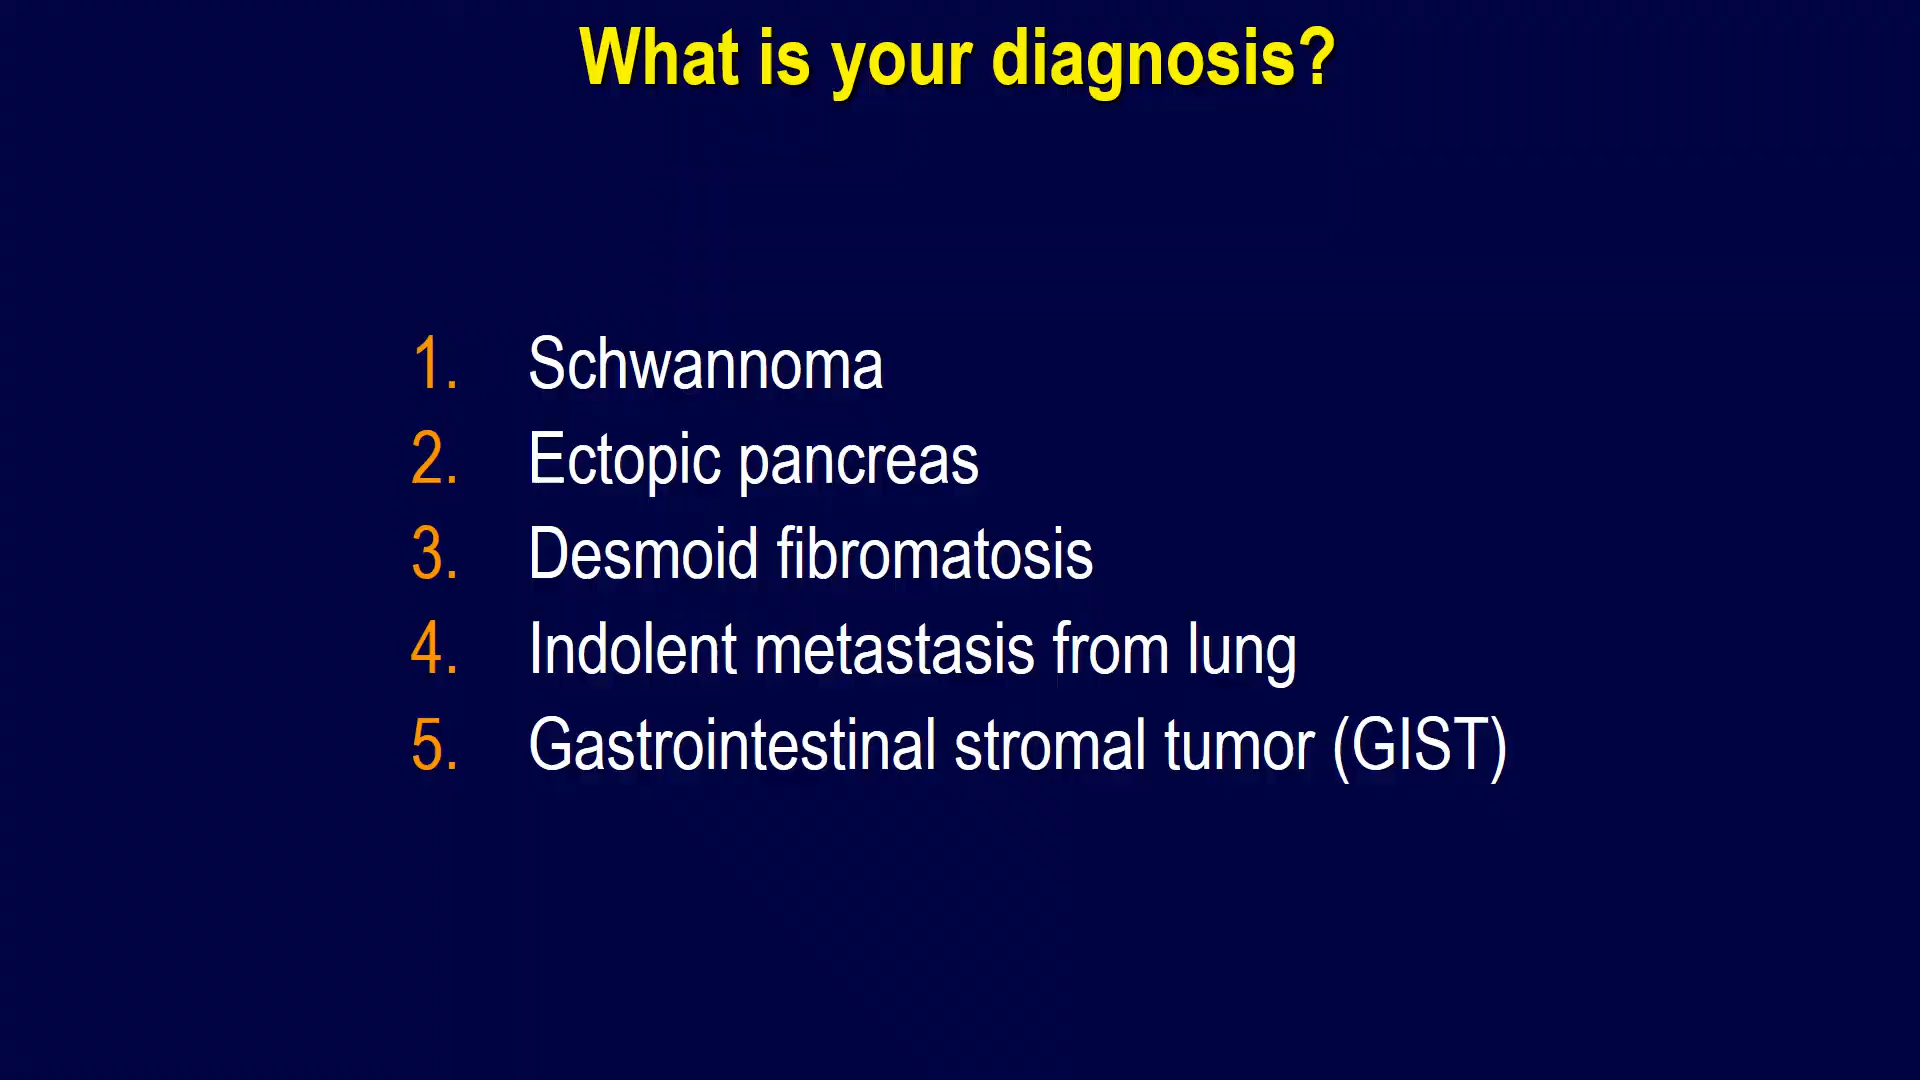 What is your diagnosis?
1. Schwannoma
2. Ectopic pancreas
3. Desmoid fibromatosis
4. Indolent metastasis from lung
5. Gastrointestinal stromal tumor (GIST)